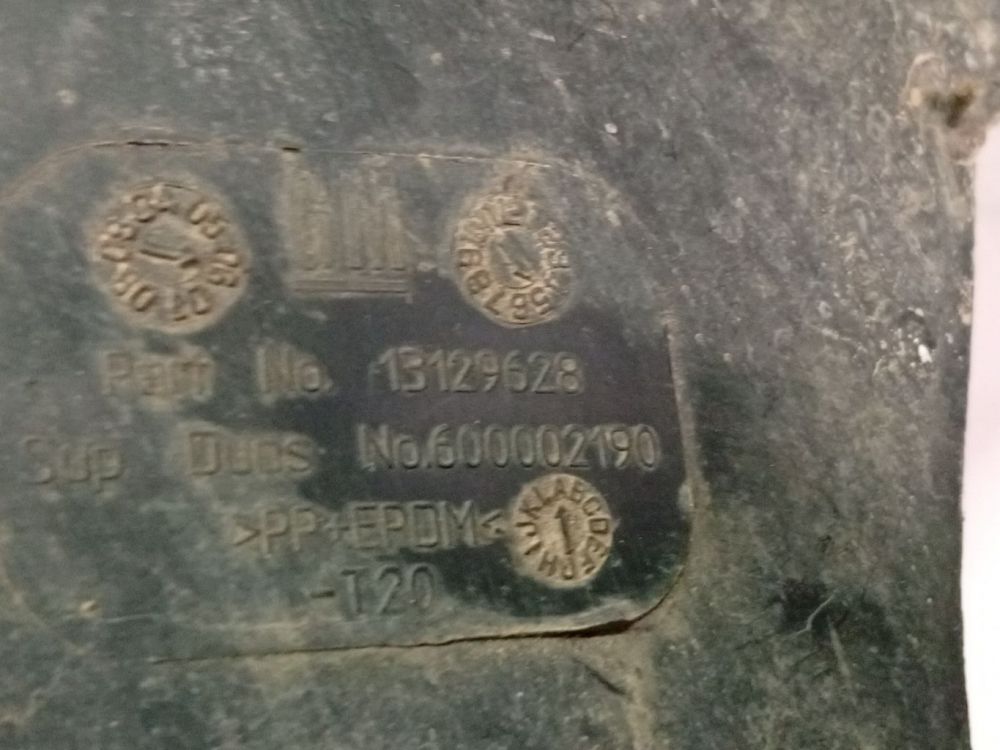 GM
Part No. 13129628
Sup Duns No.600002190
>PP+EPDM<
-T20